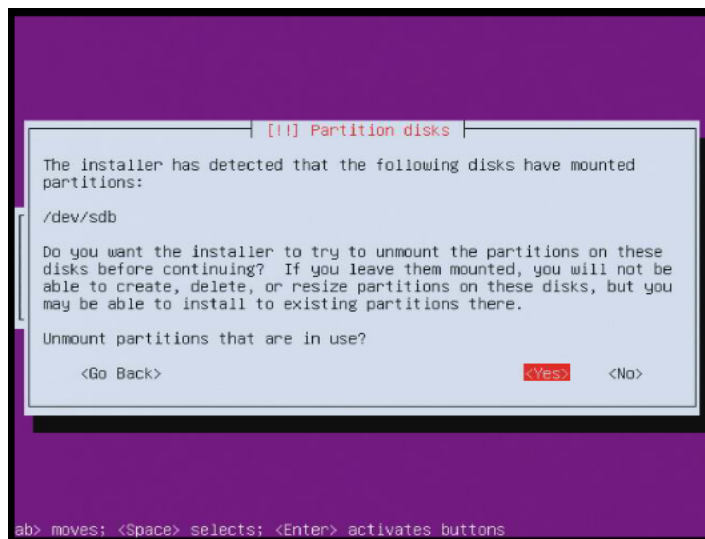 [!!] Partition disks
The installer has detected that the following disks have mounted
partitions:
/dev/sdb
Do you want the installer to try to unmount the partitions on these
disks before continuing?  If you leave them mounted, you will not be
able to create, delete, or resize partitions on these disks, but you
may be able to install to existing partitions there.
Unmount partitions that are in use?
<Go Back> <Yes> <No>
ab> moves; <Space> selects; <Enter> activates buttons